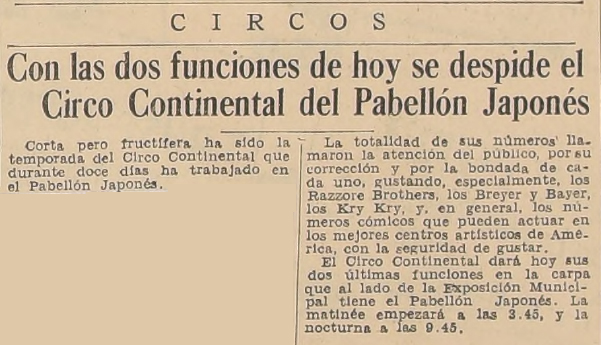 CIRCOS
Con las dos funciones de hoy se despide el
Circo Continental del Pabellón Japonés
Corta pero fructífera ha sido la
temporada del Circo Continental que
durante doce días ha trabajado en
el Pabellón Japonés.
La totalidad de sus números lla-
maron la atención del público, por su
corrección y por la bondada de ca-
da uno, gustando, especialmente, los
Razzore Brothers, los Breyer y Bayer,
los Kry Kry, y, en general, los nú-
meros cómicos que pueden actuar en
los mejores centros artísticos de Amé-
rica, con la seguridad de gustar.
El Circo Continental dará hoy sus
dos últimas funciones en la carpa
que al lado de la Exposición Munici-
pal tiene el Pabellón Japonés. La
matinée empezará a las 3.45, y la
nocturna a las 9.45.